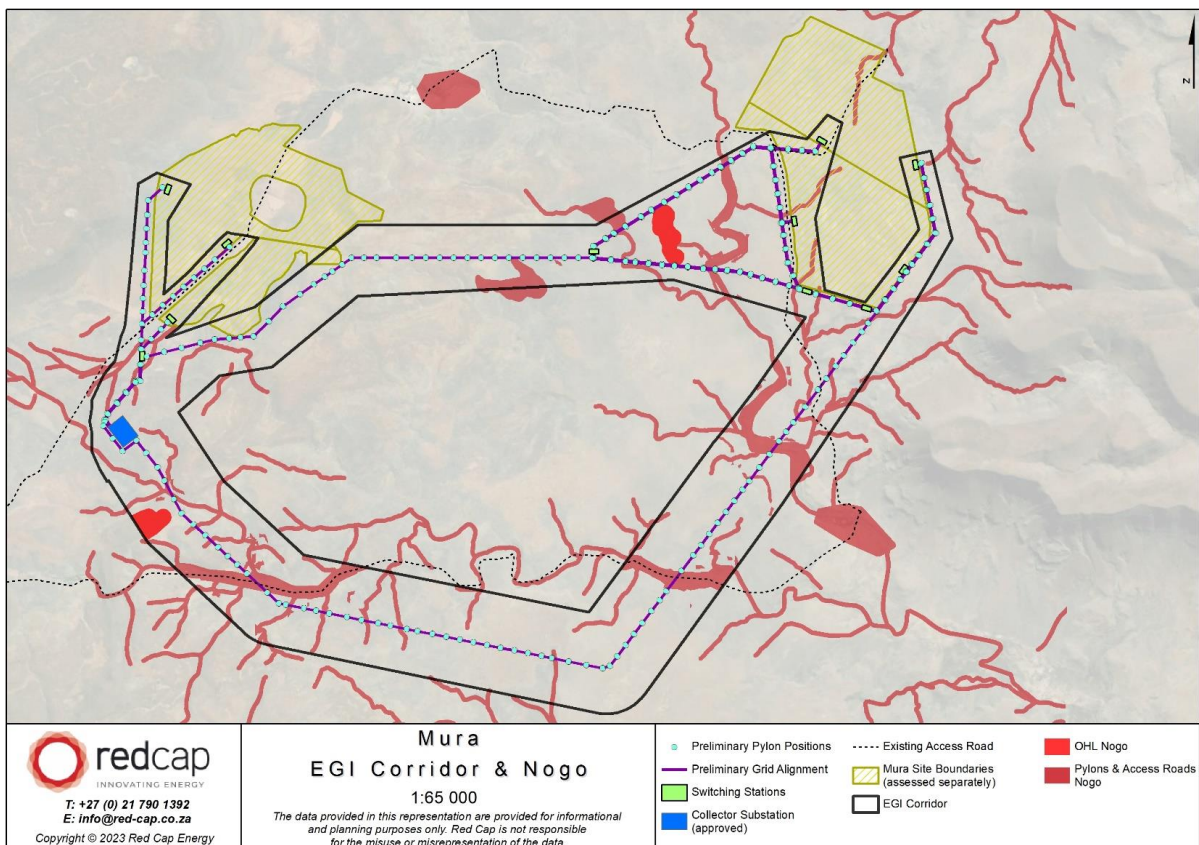 N
redcap
INNOVATING ENERGY
T: +27 (0) 21 790 1392
E: info@red-cap.co.za
Copyright © 2023 Red Cap Energy
Mura
EGI Corridor & Nogo
1:65 000
The data provided in this representation are provided for informational
and planning purposes only. Red Cap is not responsible
for the misuse or misrepresentation of the data
Preliminary Pylon Positions
Preliminary Grid Alignment
Switching Stations
Collector Substation
(approved)
Existing Access Road
Mura Site Boundaries
(assessed separately)
EGI Corridor
OHL Nogo
Pylons & Access Roads
Nogo